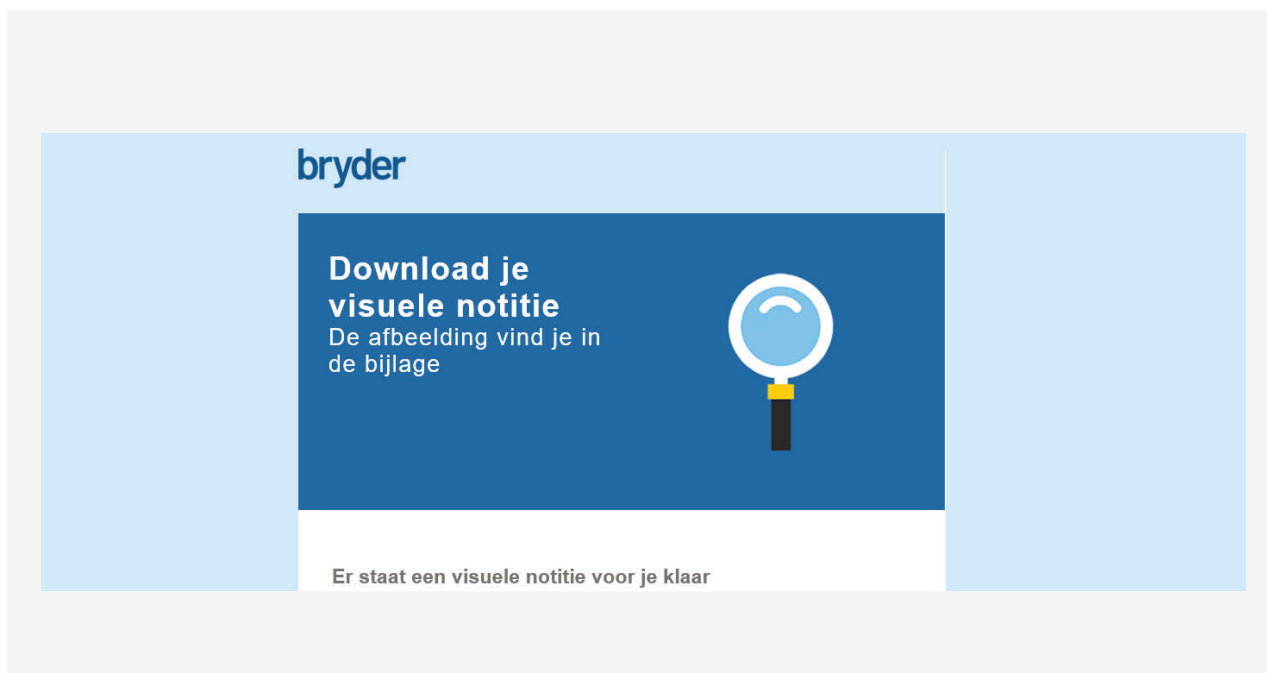 bryder
Download je
visuele notitie
De afbeelding vind je in
de bijlage
Er staat een visuele notitie voor je klaar